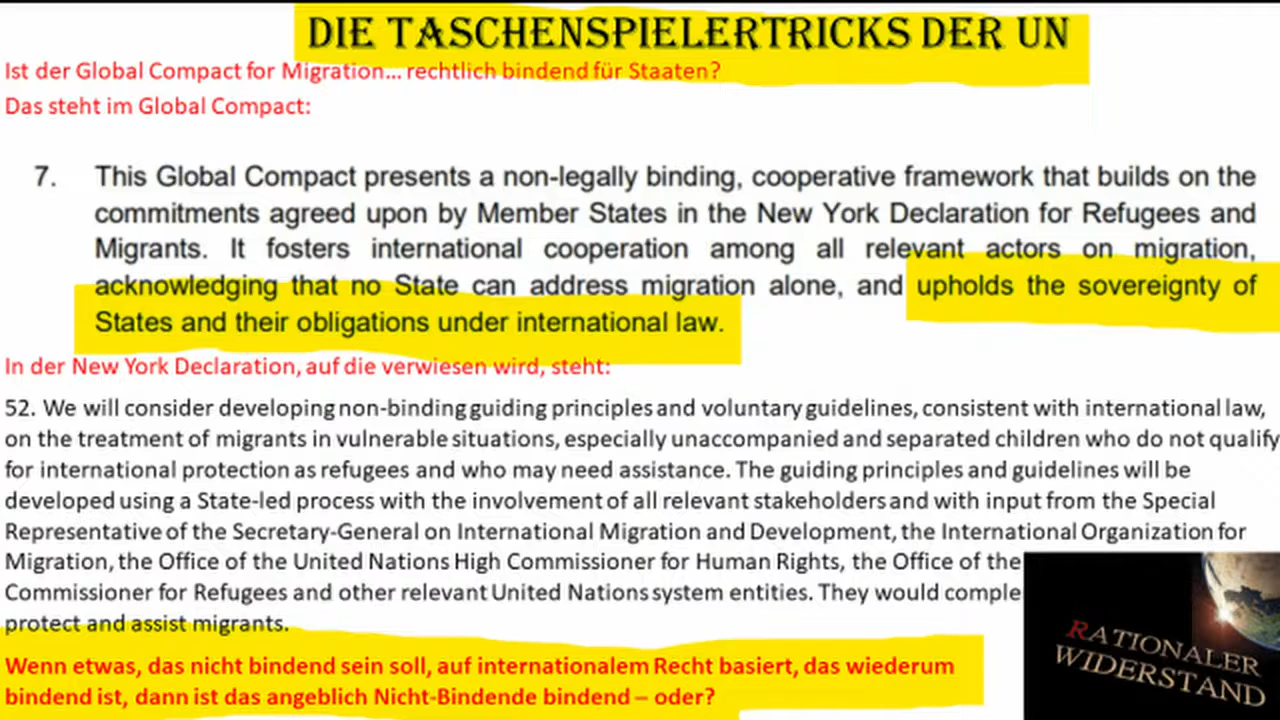 DIE TASCHENSPIELERTRICKS DER UN
Ist der Global Compact for Migration... rechtlich bindend für Staaten?
Das steht im Global Compact:
7. This Global Compact presents a non-legally binding, cooperative framework that builds on the
commitments agreed upon by Member States in the New York Declaration for Refugees and
Migrants. It fosters international cooperation among all relevant actors on migration,
acknowledging that no State can address migration alone, and upholds the sovereignty of
States and their obligations under international law.
In der New York Declaration, auf die verwiesen wird, steht:
52. We will consider developing non-binding guiding principles and voluntary guidelines, consistent with international law,
on the treatment of migrants in vulnerable situations, especially unaccompanied and separated children who do not qualify
for international protection as refugees and who may need assistance. The guiding principles and guidelines will be
developed using a State-led process with the involvement of all relevant stakeholders and with input from the Special
Representative of the Secretary-General on International Migration and Development, the International Organization for
Migration, the Office of the United Nations High Commissioner for Human Rights, the Office of the
Commissioner for Refugees and other relevant United Nations system entities. They would comple
protect and assist migrants.
Wenn etwas, das nicht bindend sein soll, auf internationalem Recht basiert, das wiederum
bindend ist, dann ist das angeblich Nicht-Bindende bindend – oder?
RATIONALER
WIDERSTAND